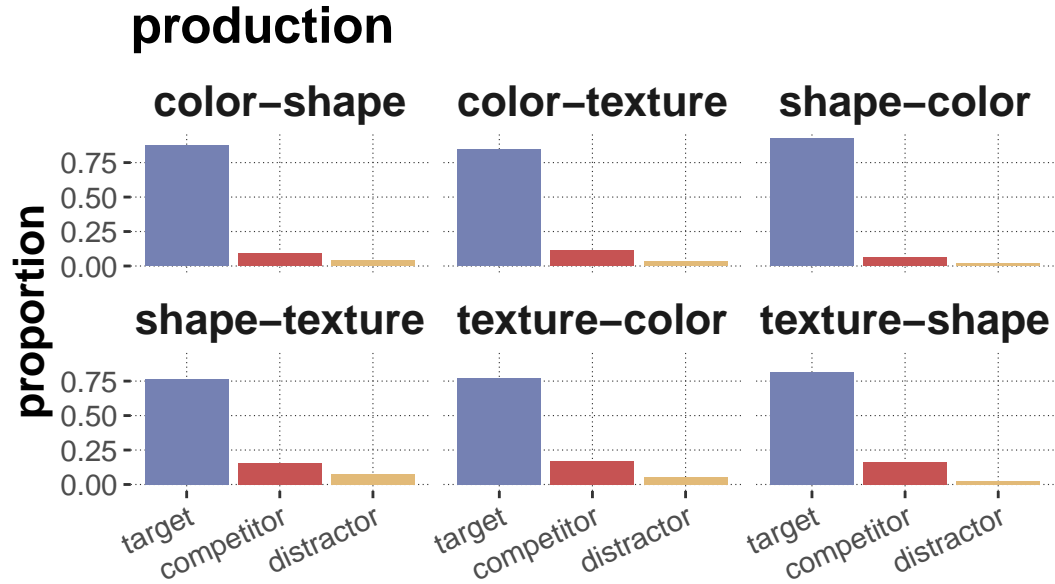 production
color–shape color–texture shape–color
0.75
0.50
0.25
0.00
proportion
shape–texture texture–color texture–shape
0.75
0.50
0.25
0.00
target competitor distractor target competitor distractor target competitor distractor